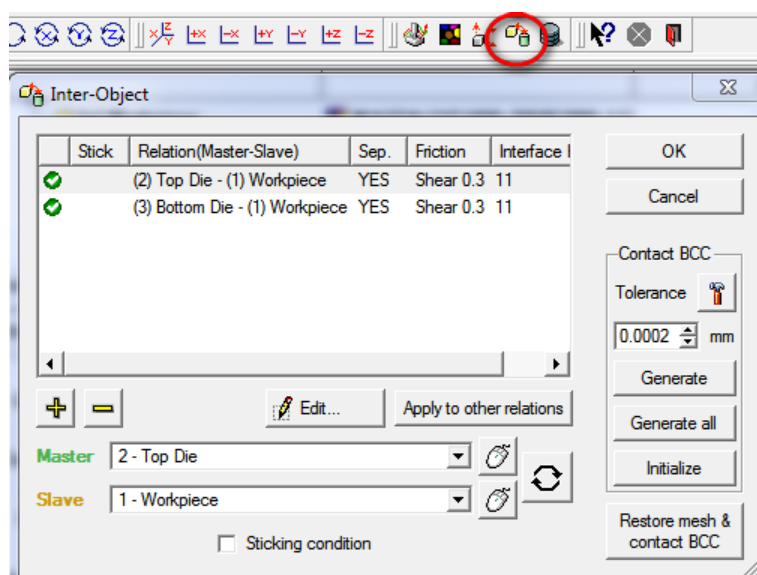 X Y Z X Z Y +X -X +Y -Y +Z -Z ?
Inter-Object
Stick Relation(Master-Slave) Sep. Friction Interface
(2) Top Die - (1) Workpiece YES Shear 0.3 11
(3) Bottom Die - (1) Workpiece YES Shear 0.3 11
OK
Cancel
Contact BCC
Tolerance
0.0002 mm
Generate
Generate all
Initialize
Restore mesh &
contact BCC
Edit... Apply to other relations
Master 2 - Top Die
Slave 1 - Workpiece
Sticking condition